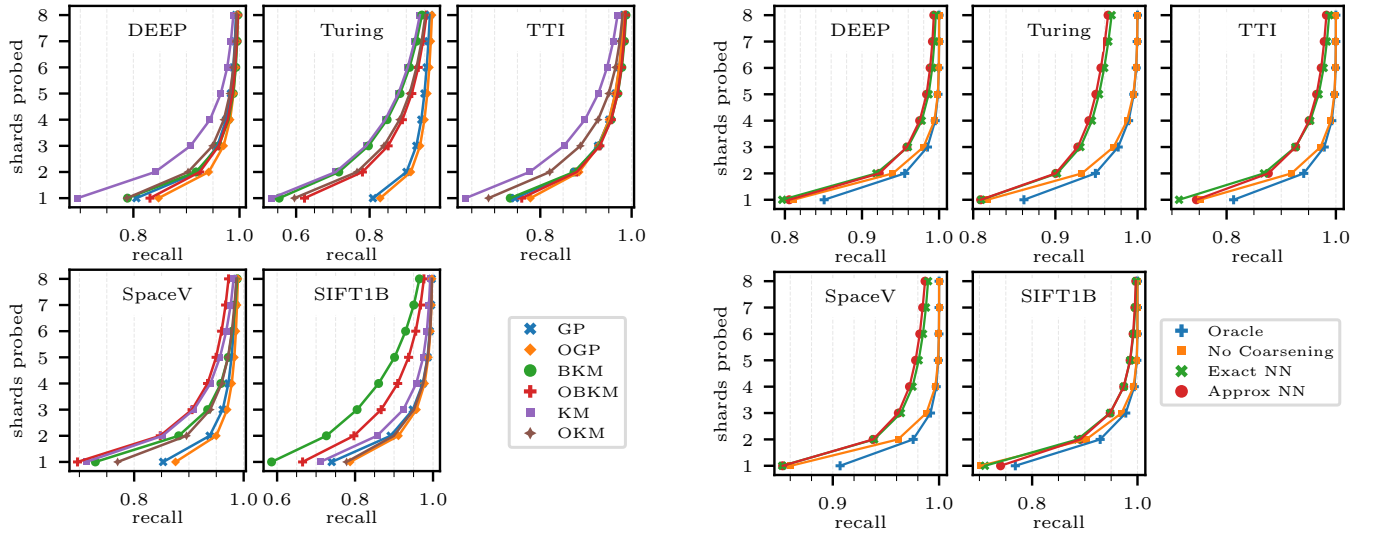 DEEP
Turing
TTI
8
7
6
5
4
3
2
1
shards probed
0.8
1.0
0.6
0.8
0.8
1.0
recall
recall
recall
SpaceV
SIFT1B
8
7
6
5
4
3
2
1
shards probed
0.8
1.0
0.6
0.8
1.0
recall
recall
GP
OGP
BKM
OBKM
KM
OKM
DEEP
Turing
TTI
8
7
6
5
4
3
2
1
shards probed
0.8
0.9
1.0
0.9
1.0
0.8
1.0
recall
recall
recall
SpaceV
SIFT1B
8
7
6
5
4
3
2
1
shards probed
0.9
1.0
0.8
1.0
recall
recall
Oracle
No Coarsening
Exact NN
Approx NN